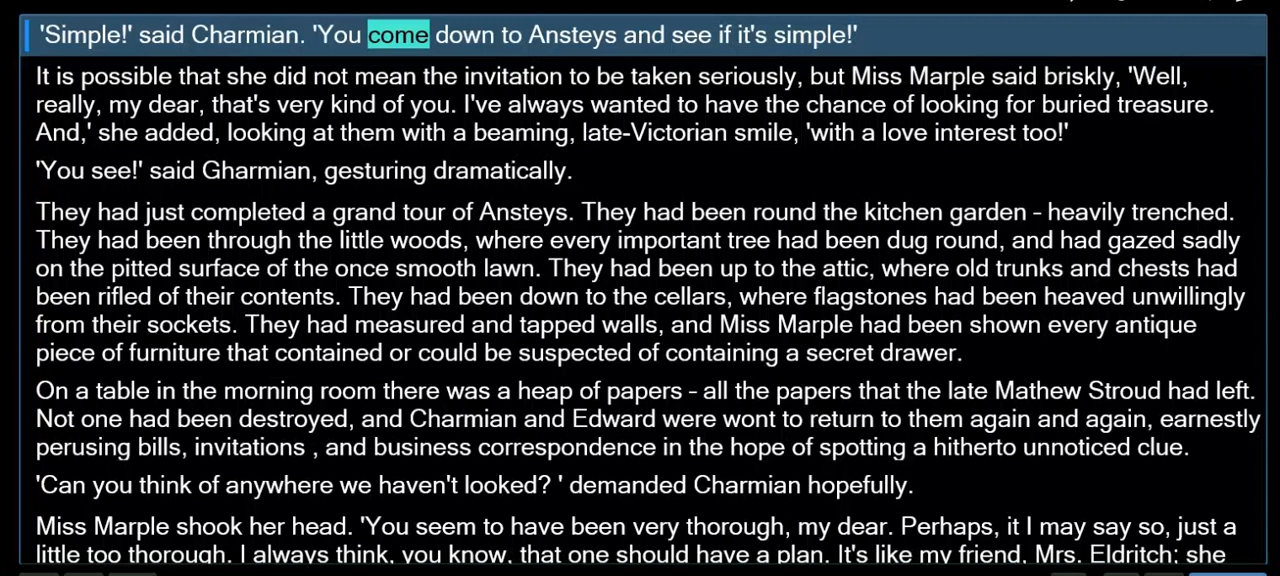 'Simple!' said Charmian. 'You come down to Ansteys and see if it's simple!'
It is possible that she did not mean the invitation to be taken seriously, but Miss Marple said briskly, 'Well,
really, my dear, that's very kind of you. I've always wanted to have the chance of looking for buried treasure.
And,' she added, looking at them with a beaming, late-Victorian smile, 'with a love interest too!'
'You see!' said Gharmian, gesturing dramatically.
They had just completed a grand tour of Ansteys. They had been round the kitchen garden – heavily trenched.
They had been through the little woods, where every important tree had been dug round, and had gazed sadly
on the pitted surface of the once smooth lawn. They had been up to the attic, where old trunks and chests had
been rifled of their contents. They had been down to the cellars, where flagstones had been heaved unwillingly
from their sockets. They had measured and tapped walls, and Miss Marple had been shown every antique
piece of furniture that contained or could be suspected of containing a secret drawer.
On a table in the morning room there was a heap of papers – all the papers that the late Mathew Stroud had left.
Not one had been destroyed, and Charmian and Edward were wont to return to them again and again, earnestly
perusing bills, invitations , and business correspondence in the hope of spotting a hitherto unnoticed clue.
'Can you think of anywhere we haven't looked? ' demanded Charmian hopefully.
Miss Marple shook her head. 'You seem to have been very thorough, my dear. Perhaps, it I may say so, just a
little too thorough. I always think, you know, that one should have a plan. It's like my friend, Mrs. Eldritch; she